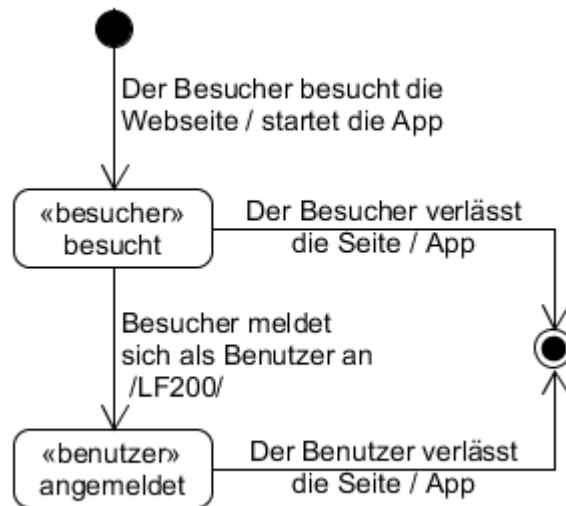 Der Besucher besucht die
Webseite / startet die App
«besucher»
besucht
Der Besucher verlässt
die Seite / App
Besucher meldet
sich als Benutzer an
/LF200/
«benutzer»
angemeldet
Der Benutzer verlässt
die Seite / App